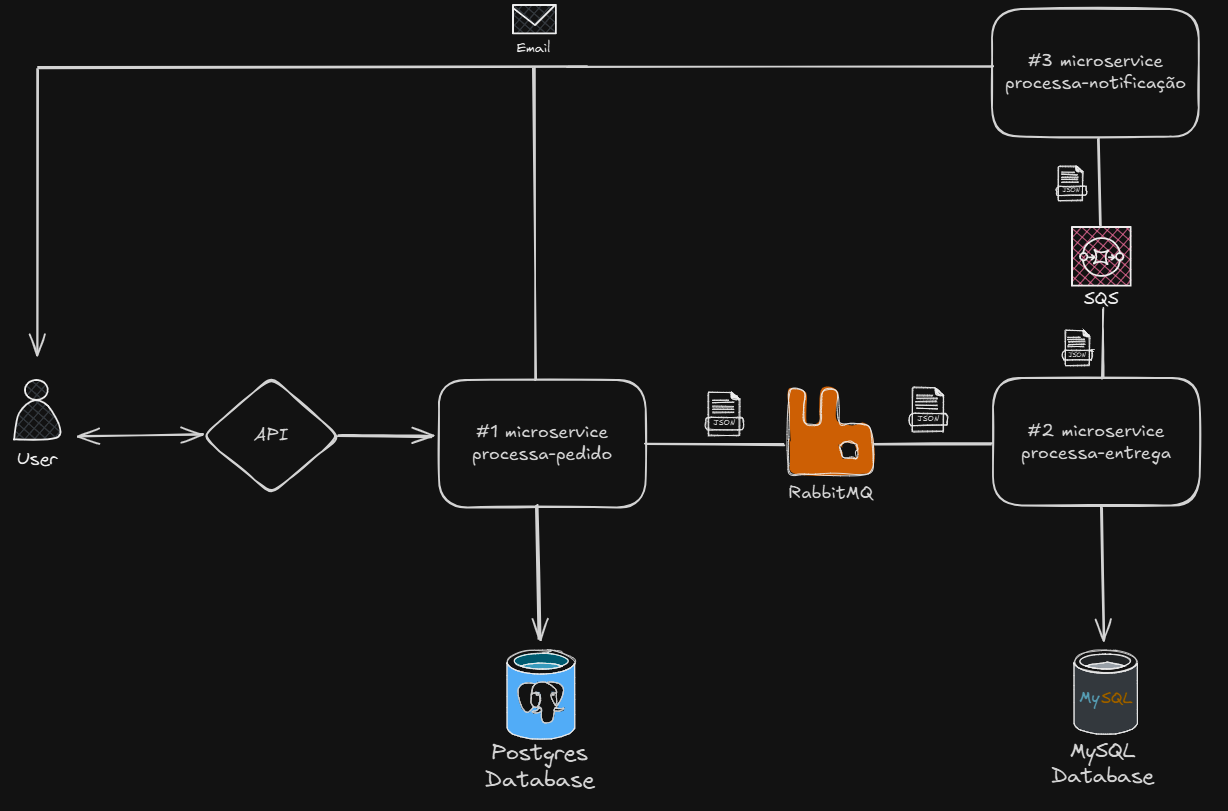 Email
#3 microservice
processa-notificação
JSON
SQS
JSON
User
API
#1 microservice
processa-pedido
JSON
RabbitMQ
JSON
#2 microservice
processa-entrega
Postgres
Database
MySQL
MySQL
Database